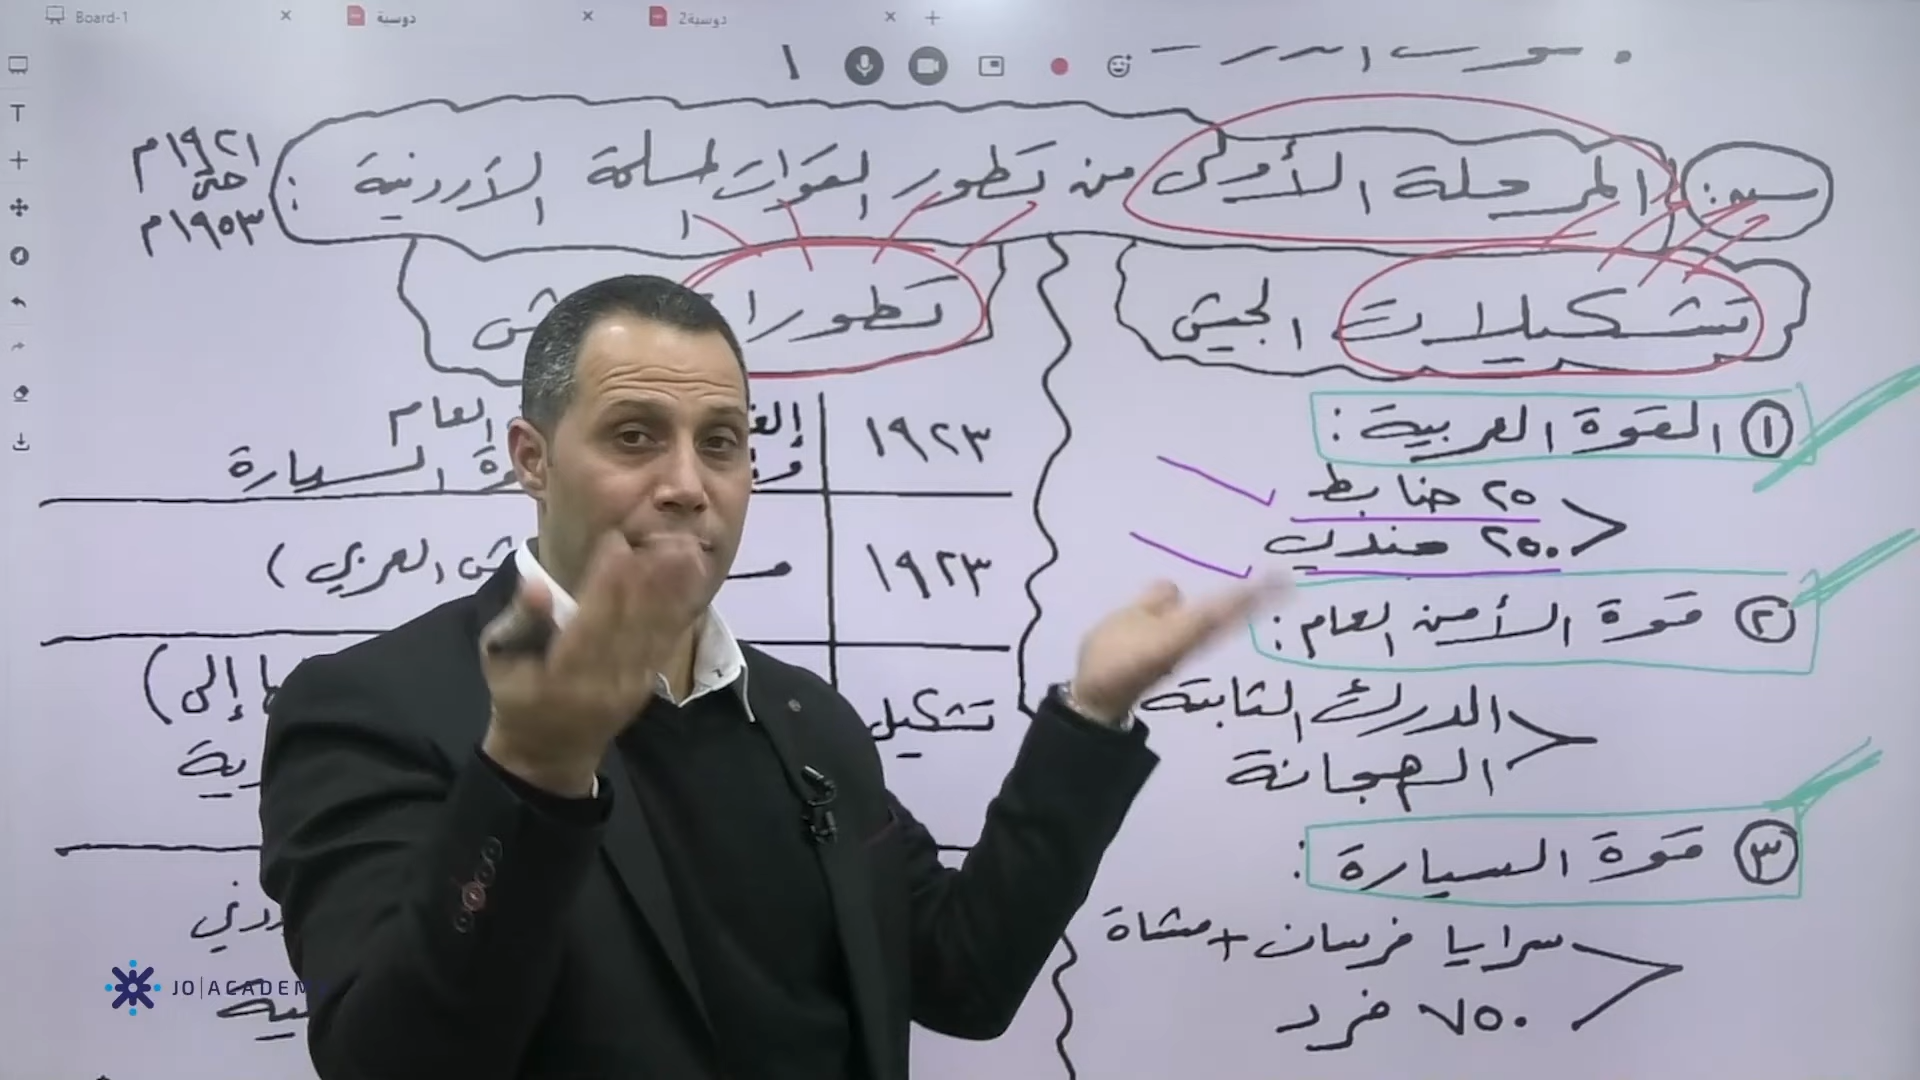 Board-1
دوسية
دوسية2
س: المرحلة الأولى من تطور القوات المسلحة الأردنية :
١٩٢١م
حتى
١٩٥٣م
تشكيلات الجيش
① القوة العربية :
٢٥ ضابط
٢٥٠ جندي
② قوة الأمن العام :
الدرك الثابتة
الهجانة
③ قوة السيارة :
سرايا فرسان + مشاة
٧٥٠ فرد
١٩٢٣
العام
السيارة
١٩٢٣
العربي )
تشكيل
إلى )
JO|ACADEM